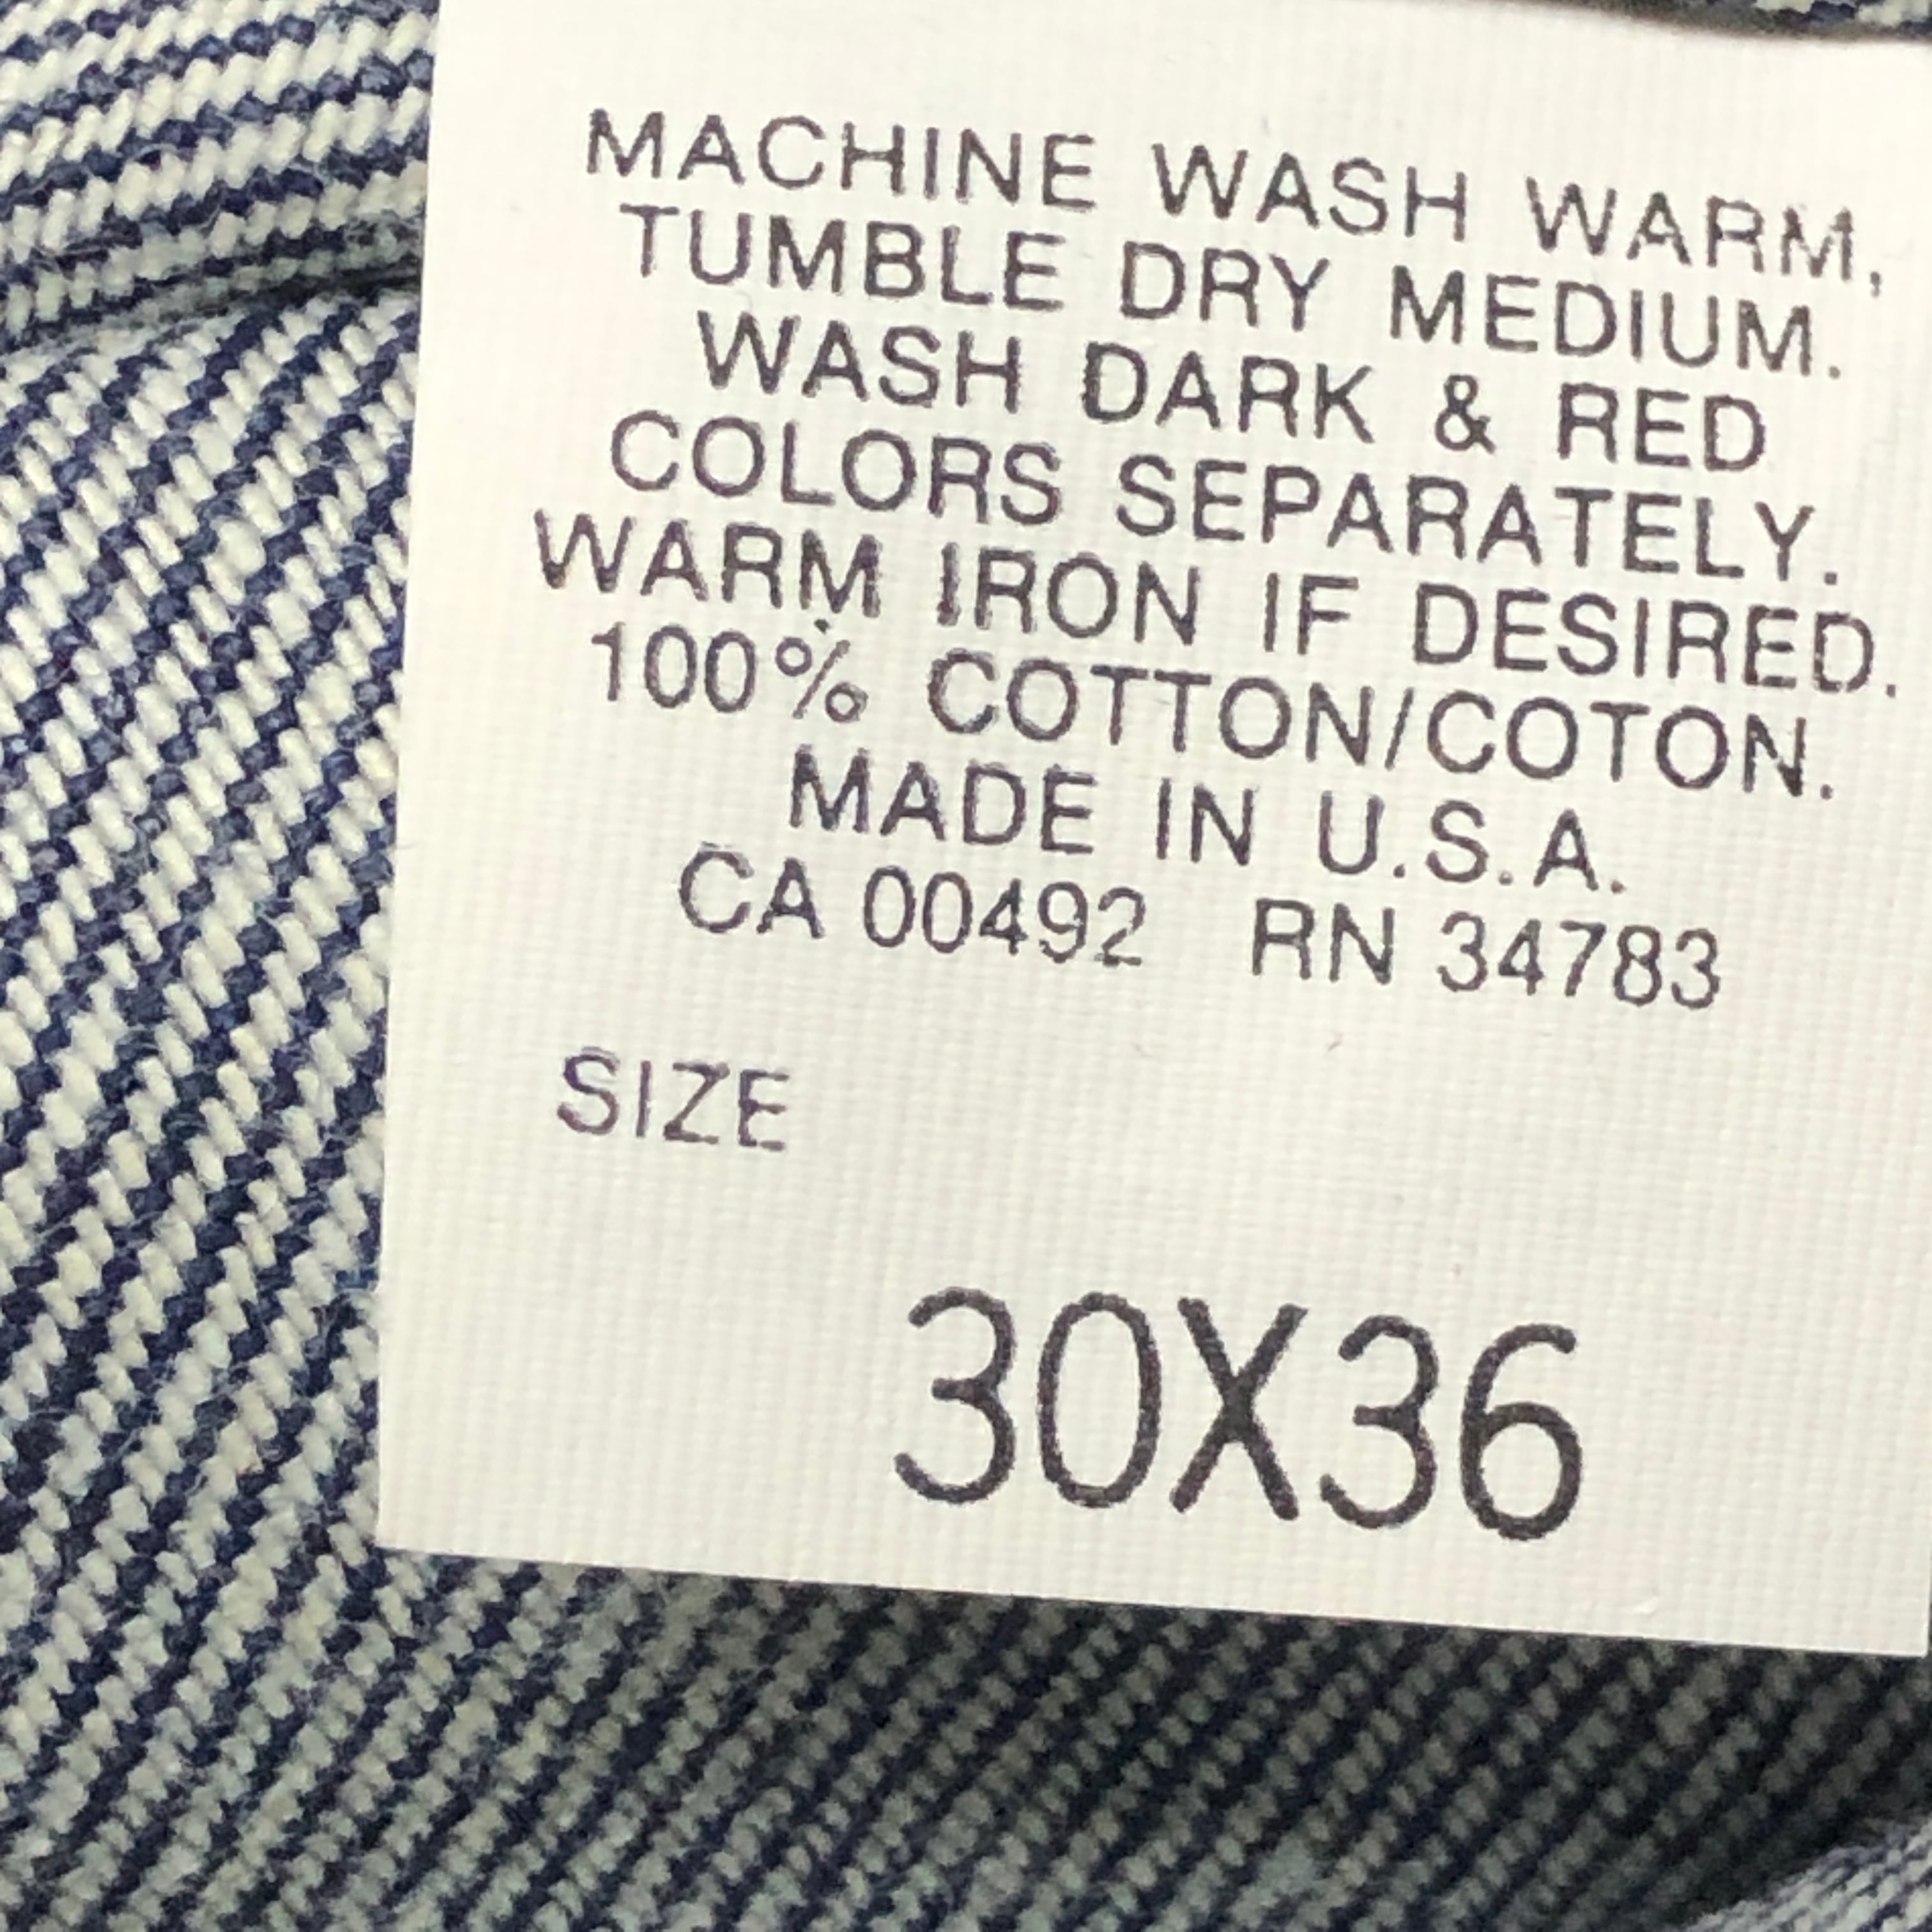 MACHINE WASH WARM,
TUMBLE DRY MEDIUM.
WASH DARK & RED
COLORS SEPARATELY.
WARM IRON IF DESIRED.
100% COTTON/COTON.
MADE IN U.S.A.
CA 00492 RN 34783
SIZE
30X36